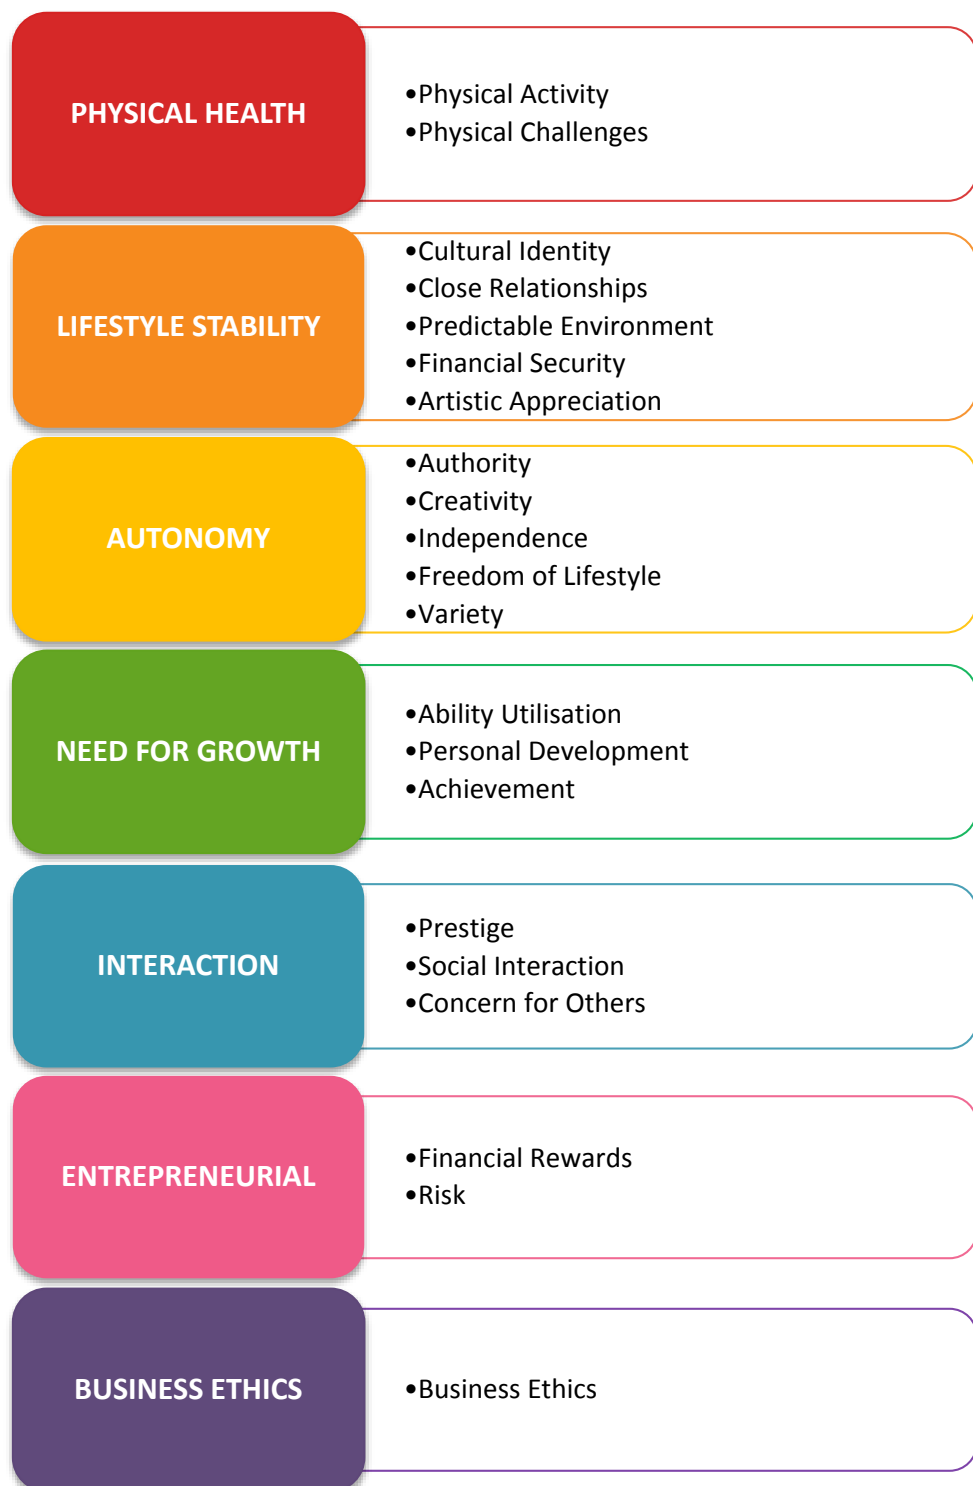 PHYSICAL HEALTH
•Physical Activity
•Physical Challenges
LIFESTYLE STABILITY
•Cultural Identity
•Close Relationships
•Predictable Environment
•Financial Security
•Artistic Appreciation
AUTONOMY
•Authority
•Creativity
•Independence
•Freedom of Lifestyle
•Variety
NEED FOR GROWTH
•Ability Utilisation
•Personal Development
•Achievement
INTERACTION
•Prestige
•Social Interaction
•Concern for Others
ENTREPRENEURIAL
•Financial Rewards
•Risk
BUSINESS ETHICS
•Business Ethics